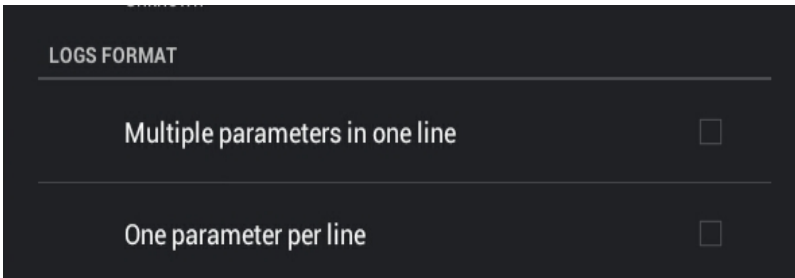 LOGS FORMAT
Multiple parameters in one line
One parameter per line